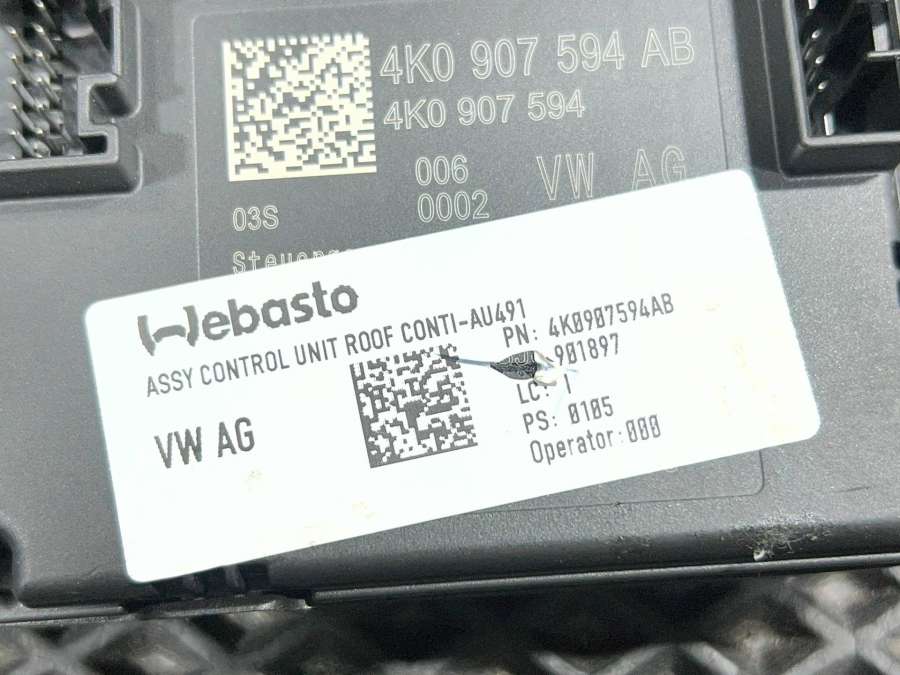 4K0 907 594 AB
4K0 907 594
006 VW AG
03S 0002
Webasto
ASSY CONTROL UNIT ROOF CONTI-AU491
VW AG
PN: 4K0907594AB
901897
LC: 1
PS: 0105
Operator:000